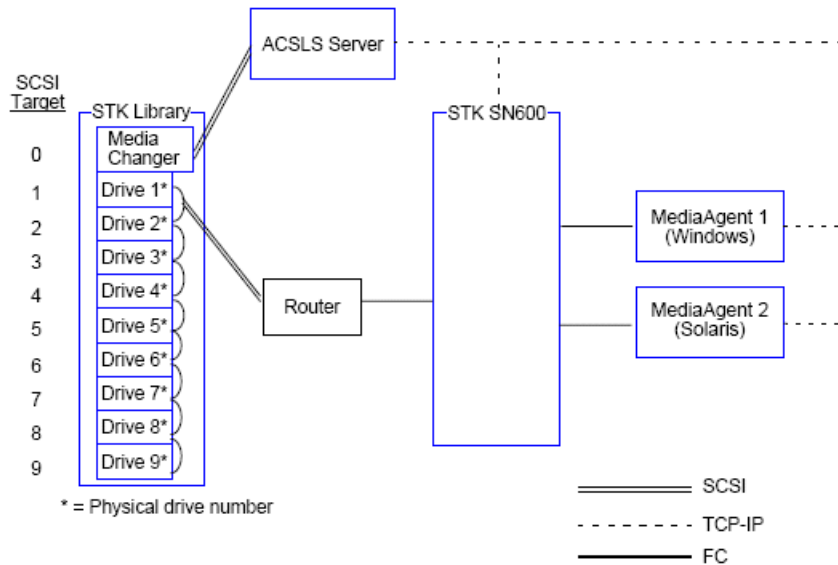 ACSLS Server
SCSI
Target
STK Library
STK SN600
Media
Changer
0
Drive 1*
1
Drive 2*
2
Drive 3*
3
Drive 4*
4
Drive 5*
5
Drive 6*
6
Drive 7*
7
Drive 8*
8
Drive 9*
9
Router
MediaAgent 1
(Windows)
MediaAgent 2
(Solaris)
* = Physical drive number
SCSI
TCP-IP
FC